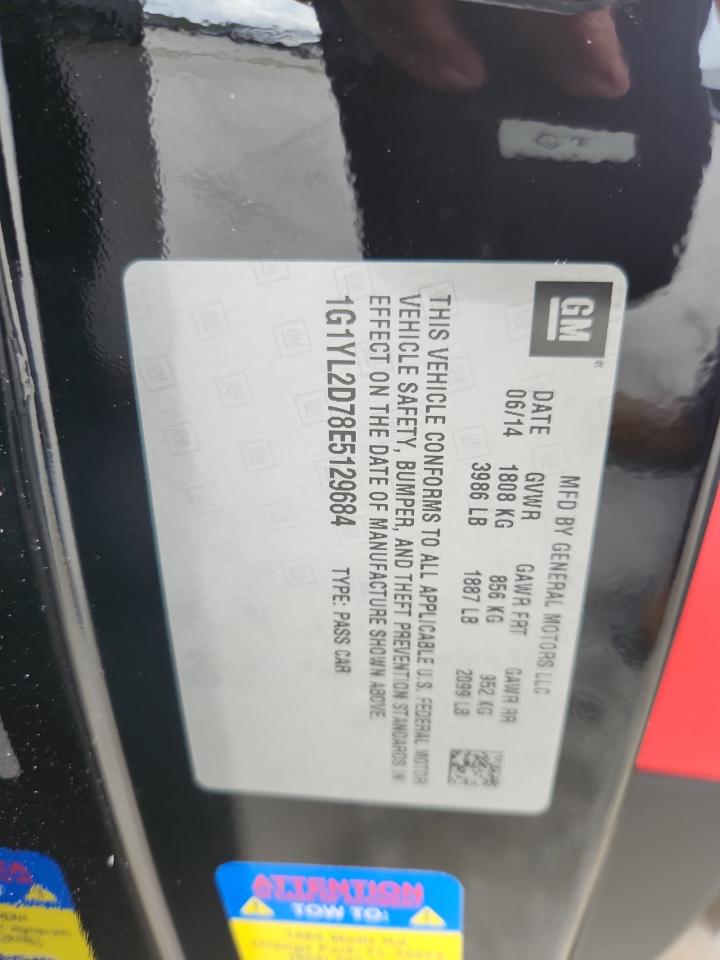 GM
MFD BY GENERAL MOTORS LLC
DATE GVWR GAWR FRT GAWR RR
06/14 1808 KG 856 KG 952 KG
3986 LB 1887 LB 2099 LB
THIS VEHICLE CONFORMS TO ALL APPLICABLE U.S. FEDERAL MOTOR
VEHICLE SAFETY, BUMPER, AND THEFT PREVENTION STANDARDS IN
EFFECT ON THE DATE OF MANUFACTURE SHOWN ABOVE.
1G1YL2D78E5129684 TYPE: PASS CAR
ATTENTION
TOW TO: